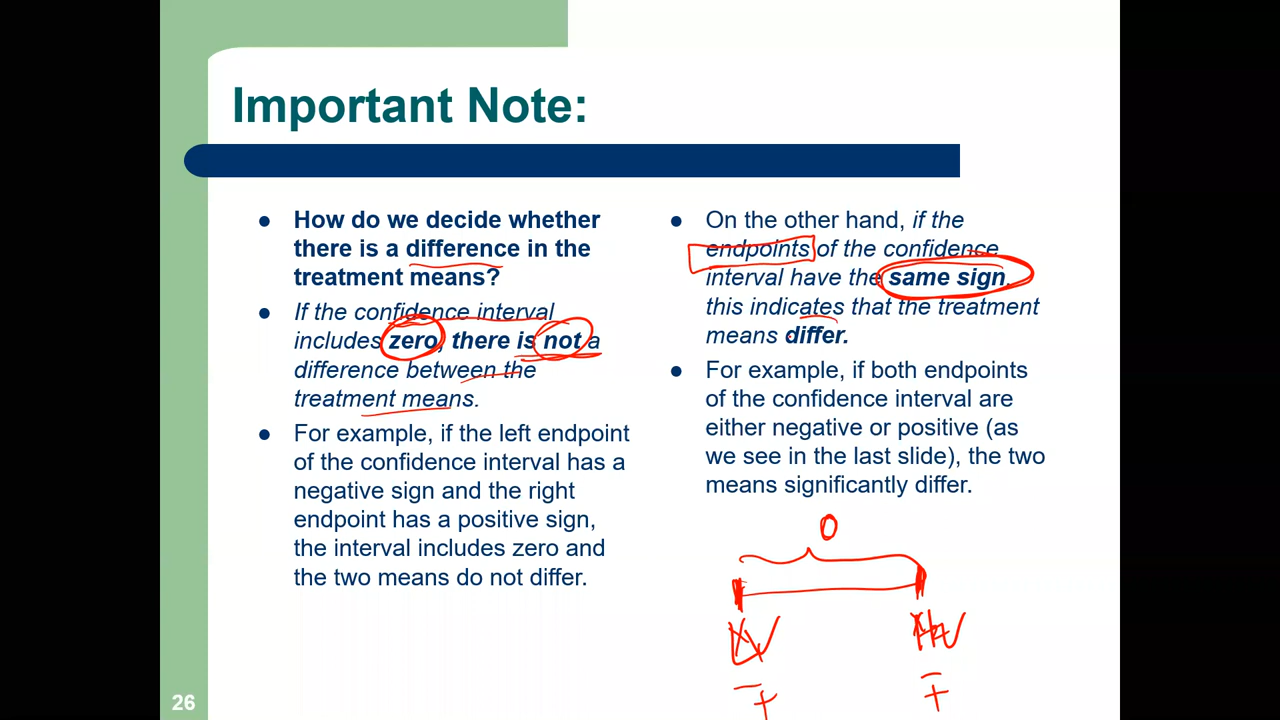 Important Note:
How do we decide whether
there is a difference in the
treatment means?
If the confidence interval
includes zero, there is not a
difference between the
treatment means.
For example, if the left endpoint
of the confidence interval has a
negative sign and the right
endpoint has a positive sign,
the interval includes zero and
the two means do not differ.
On the other hand, if the
endpoints of the confidence
interval have the same sign,
this indicates that the treatment
means differ.
For example, if both endpoints
of the confidence interval are
either negative or positive (as
we see in the last slide), the two
means significantly differ.
0
− −
+ +
26